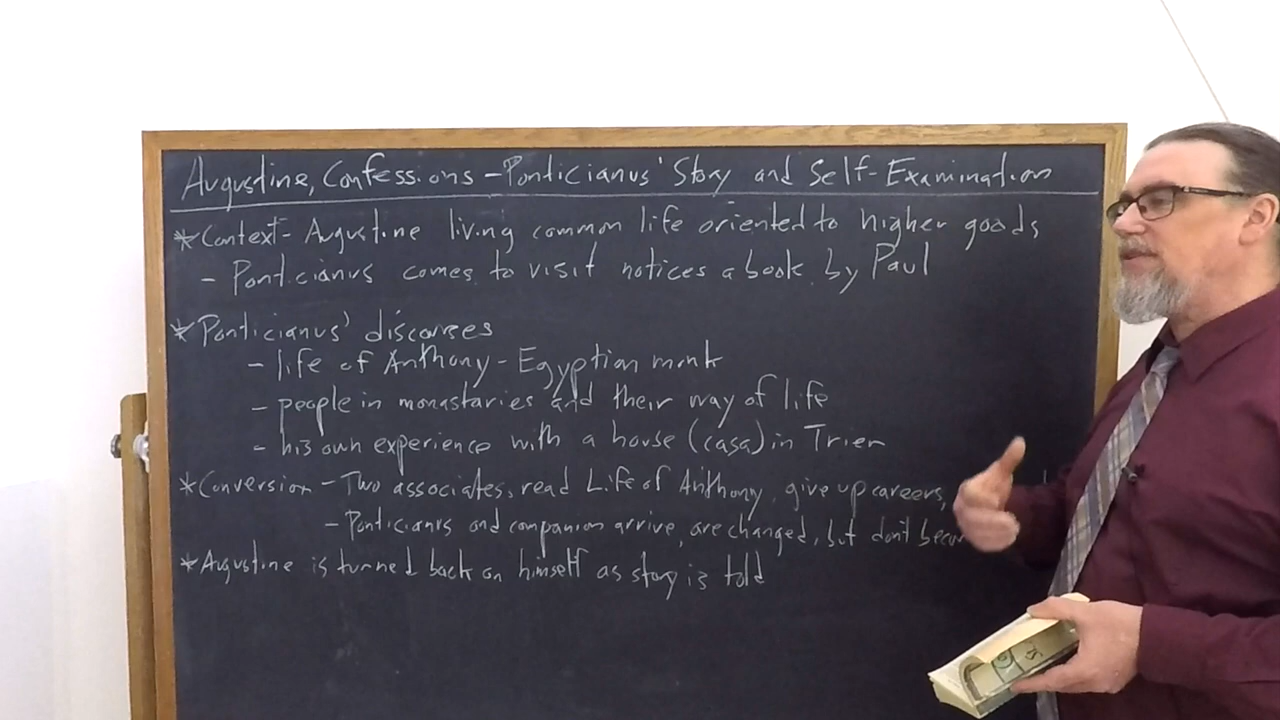 Augustine, Confessions - Ponticianus' Story and Self-Examination
* Context - Augustine living common life oriented to higher goods
- Ponticianus comes to visit notices a book by Paul
* Ponticianus' discourses
- life of Anthony - Egyptian monk
- people in monastaries and their way of life
- his own experience with a house (casa) in Trier
* Conversion - Two associates, read Life of Anthony, give up careers,
- Ponticianus and companion arrive, are changed, but don't
* Augustine is turned back on himself as story is told